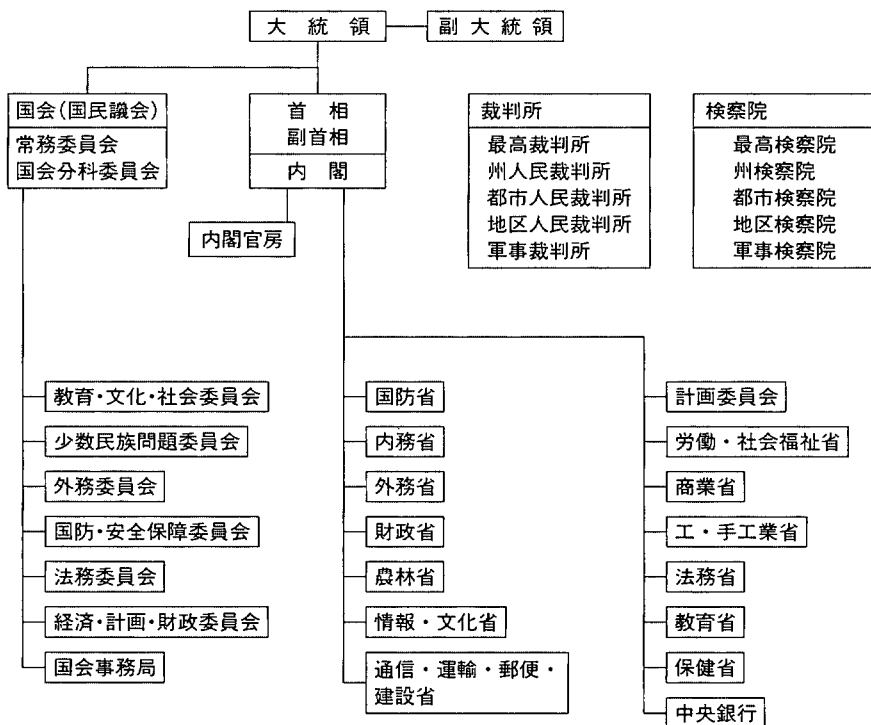 大統領
副大統領
国会(国民議会)
常務委員会
国会分科委員会
首相
副首相
内閣
内閣官房
裁判所
最高裁判所
州人民裁判所
都市人民裁判所
地区人民裁判所
軍事裁判所
検察院
最高検察院
州検察院
都市検察院
地区検察院
軍事検察院
教育・文化・社会委員会
少数民族問題委員会
外務委員会
国防・安全保障委員会
法務委員会
経済・計画・財政委員会
国会事務局
国防省
内務省
外務省
財政省
農林省
情報・文化省
通信・運輸・郵便・
建設省
計画委員会
労働・社会福祉省
商業省
工・手工業省
法務省
教育省
保健省
中央銀行